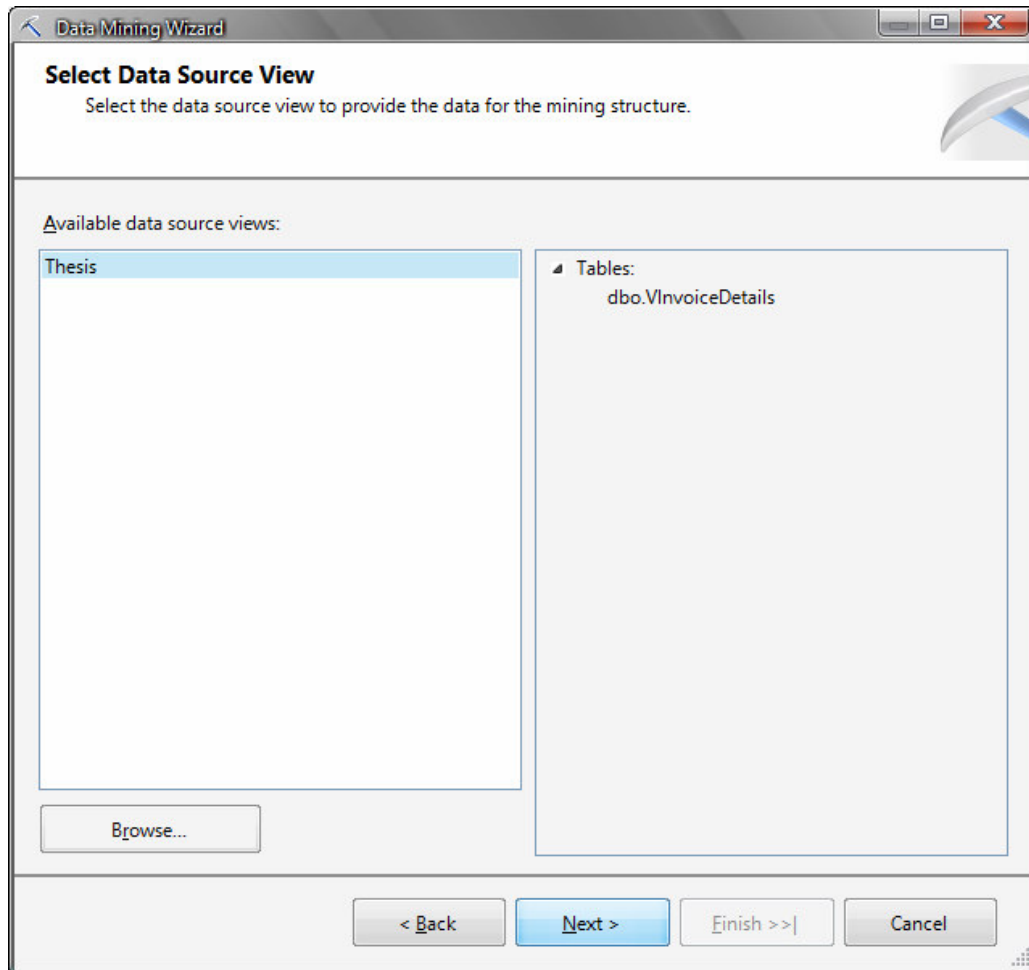 Data Mining Wizard
Select Data Source View
Select the data source view to provide the data for the mining structure.
Available data source views:
Thesis
Tables:
dbo.VInvoiceDetails
Browse...
< Back
Next >
Finish >>|
Cancel